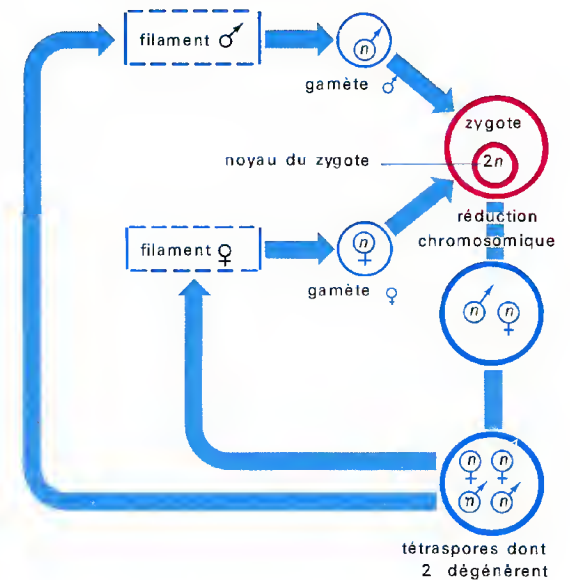 filament ♂
n
gamète ♂
zygote
2n
noyau du zygote
réduction
chromosomique
filament ♀
n
gamète ♀
n n
n n
n n
tétraspores dont
2 dégénèrent